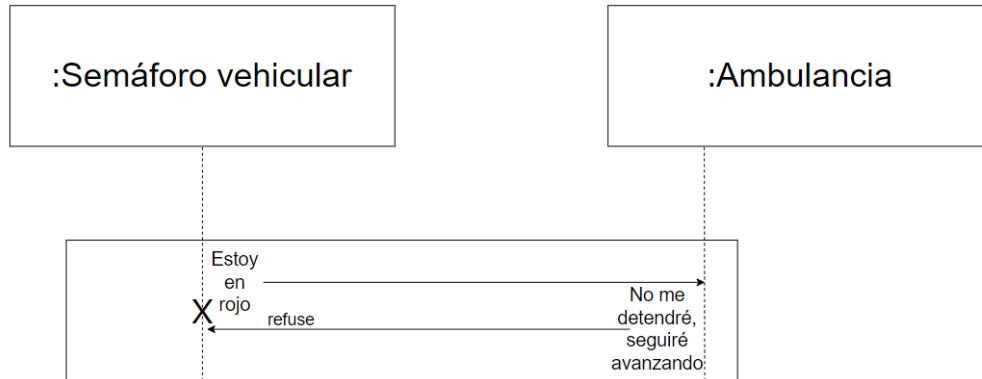 :Semáforo vehicular
:Ambulancia
Estoy
en
rojo
X
No me
detendré,
seguiré
avanzando
refuse